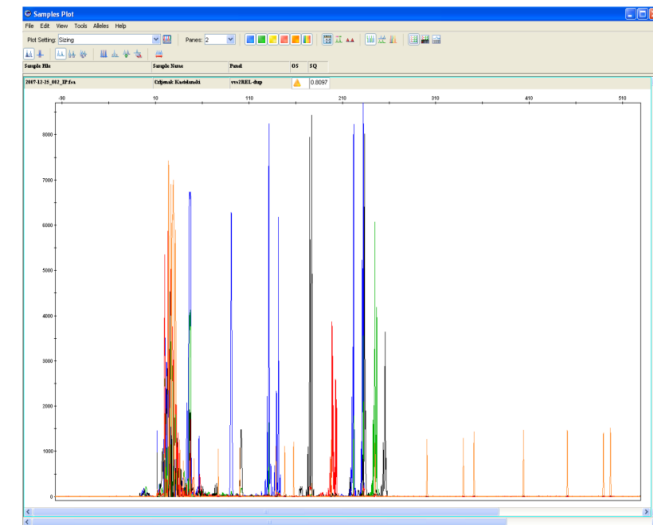 Samples Plot
File Edit View Tools Alleles Help
Plot Setting: Sizing Panes: 2
Sample File Sample Name Panel OS SQ
0.8097
-90 10 110 210 310 410 510
8000
7000
6000
5000
4000
3000
2000
1000
0